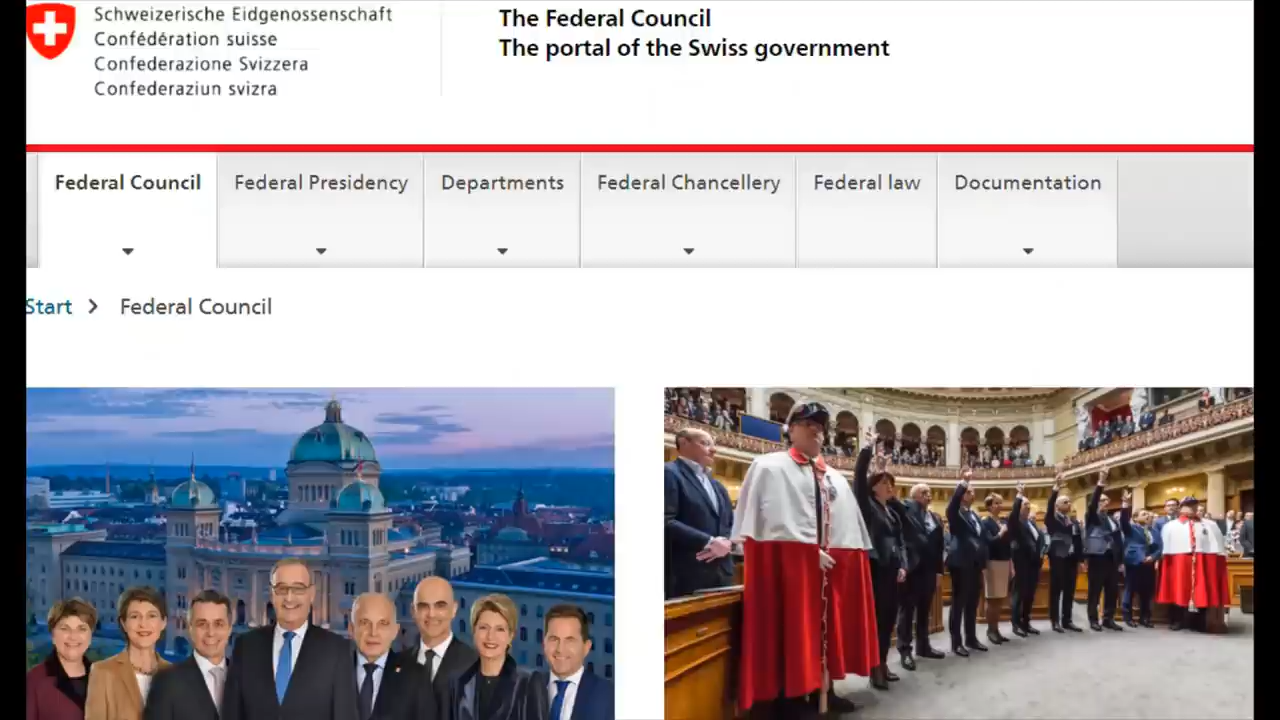 Schweizerische Eidgenossenschaft
Confédération suisse
Confederazione Svizzera
Confederaziun svizra
The Federal Council
The portal of the Swiss government
Federal Council
Federal Presidency
Departments
Federal Chancellery
Federal law
Documentation
Start > Federal Council